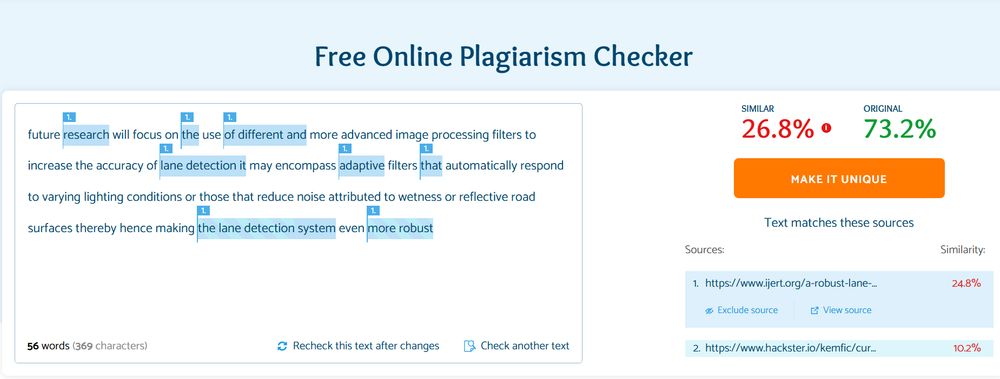 Free Online Plagiarism Checker
1. 1. 1.
future research will focus on the use of different and more advanced image processing filters to
1. 1. 1.
increase the accuracy of lane detection it may encompass adaptive filters that automatically respond
to varying lighting conditions or those that reduce noise attributed to wetness or reflective road
1. 1.
surfaces thereby hence making the lane detection system even more robust
56 words (369 characters)
Recheck this text after changes
Check another text
SIMILAR ORIGINAL
26.8% 73.2%
MAKE IT UNIQUE
Text matches these sources
Sources: Similarity:
1. https://www.ijert.org/a-robust-lane-... 24.8%
Exclude source View source
2. https://www.hackster.io/kemfic/cur... 10.2%